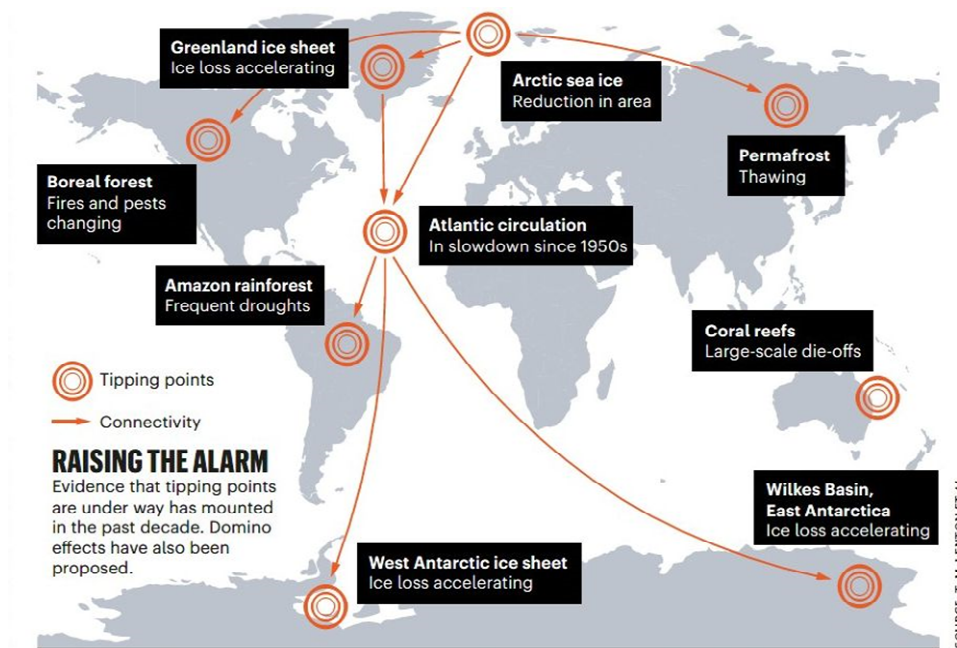 Greenland ice sheet
Ice loss accelerating
Arctic sea ice
Reduction in area
Permafrost
Thawing
Boreal forest
Fires and pests
changing
Atlantic circulation
In slowdown since 1950s
Amazon rainforest
Frequent droughts
Coral reefs
Large-scale die-offs
Tipping points
Connectivity
RAISING THE ALARM
Evidence that tipping points
are under way has mounted
in the past decade. Domino
effects have also been
proposed.
Wilkes Basin,
East Antarctica
Ice loss accelerating
West Antarctic ice sheet
Ice loss accelerating